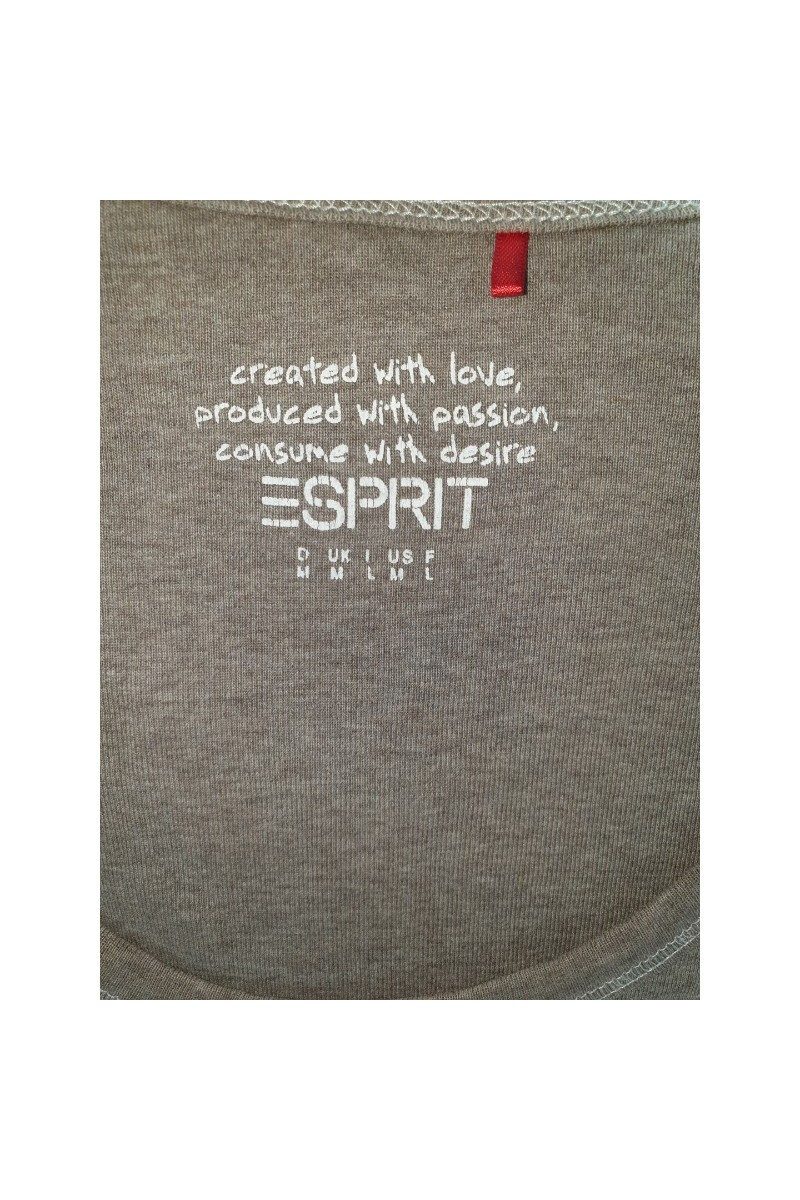 created with love,
produced with passion,
consume with desire
ESPRIT
D UK I US F
M M L M L